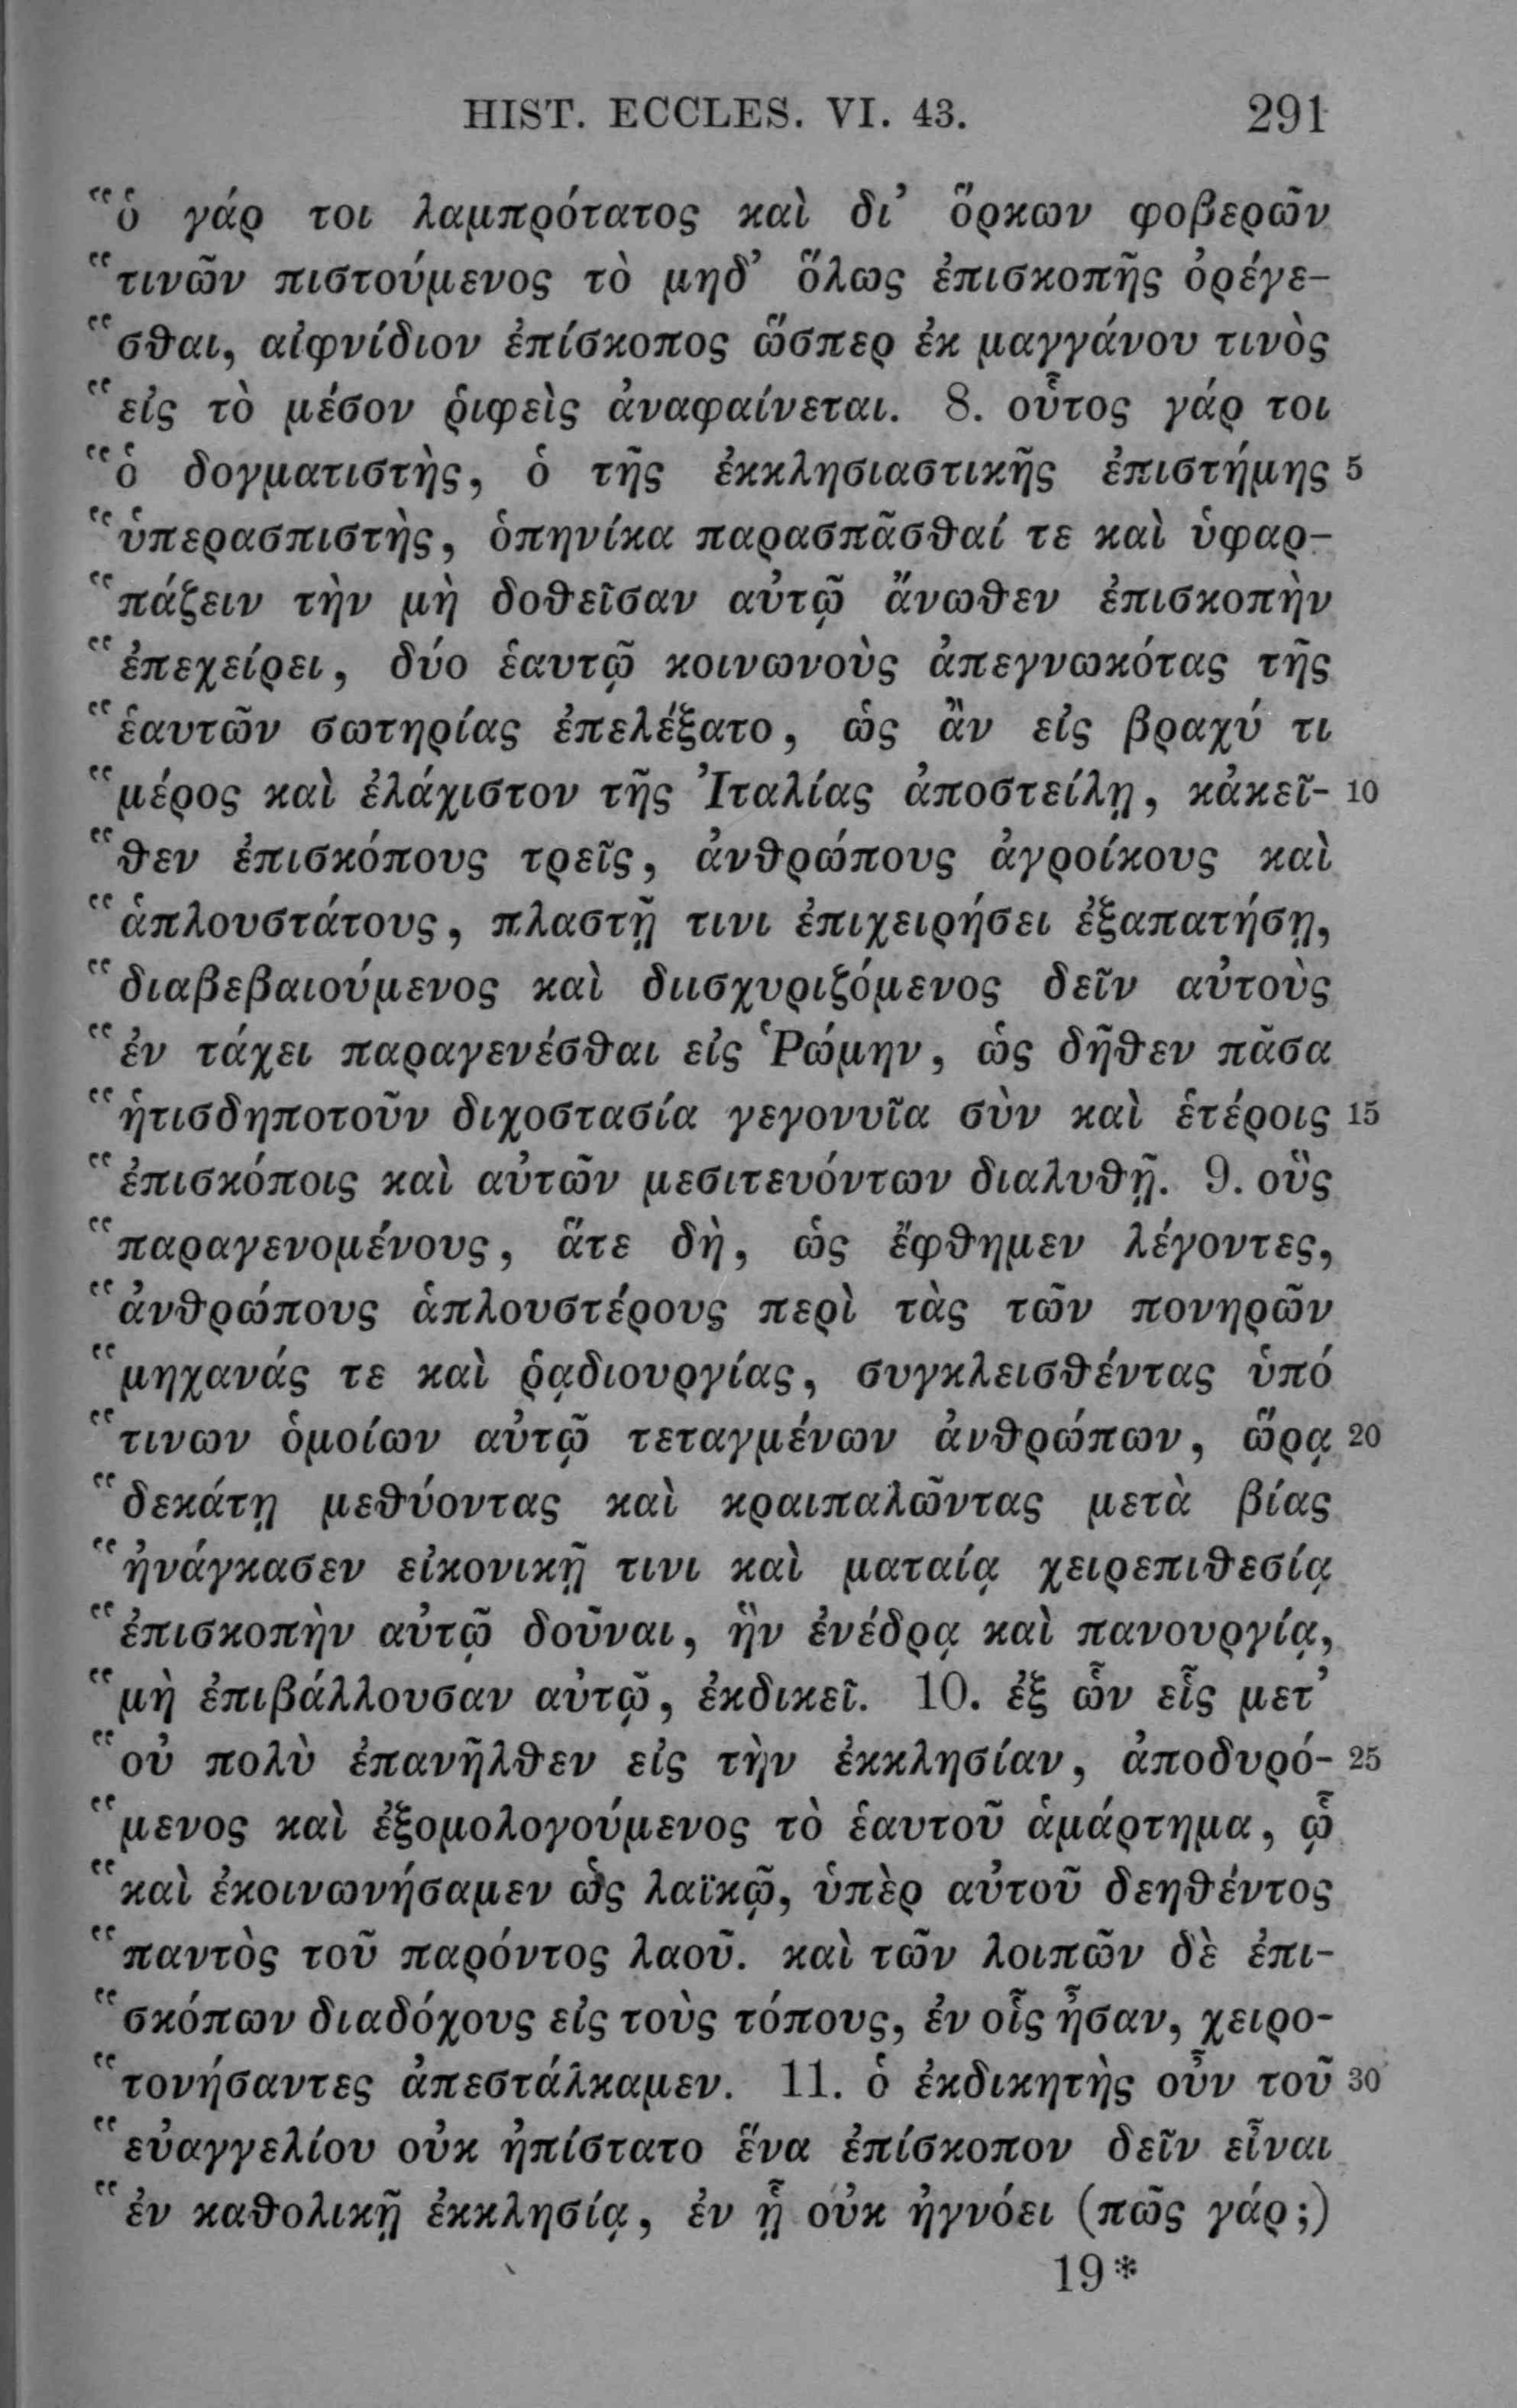 HIST. ECCLES. VI. 43. 291
“ὁ γάρ τοι λαμπρότατος καὶ δι’ ὅρκων φοβερῶν
“τινῶν πιστούμενος τὸ μηδ’ ὅλως ἐπισκοπῆς ὀρέγε-
“σθαι, αἰφνίδιον ἐπίσκοπος ὥσπερ ἐκ μαγγάνου τινὸς
“εἰς τὸ μέσον ῥιφεὶς ἀναφαίνεται. 8. οὗτος γάρ τοι
“ὁ δογματιστὴς, ὁ τῆς ἐκκλησιαστικῆς ἐπιστήμης 5
“ὑπερασπιστὴς, ὁπηνίκα παρασπᾶσθαί τε καὶ ὑφαρ-
“πάζειν τὴν μὴ δοθεῖσαν αὐτῷ ἄνωθεν ἐπισκοπὴν
“ἐπεχείρει, δύο ἑαυτῷ κοινωνοὺς ἀπεγνωκότας τῆς
“ἑαυτῶν σωτηρίας ἐπελέξατο, ὡς ἂν εἰς βραχύ τι
“μέρος καὶ ἐλάχιστον τῆς Ἰταλίας ἀποστείλῃ, κἀκεῖ- 10
“θεν ἐπισκόπους τρεῖς, ἀνθρώπους ἀγροίκους καὶ
“ἁπλουστάτους, πλαστῇ τινι ἐπιχειρήσει ἐξαπατήσῃ,
“διαβεβαιούμενος καὶ διισχυριζόμενος δεῖν αὐτοὺς
“ἐν τάχει παραγενέσθαι εἰς Ῥώμην, ὡς δῆθεν πᾶσα
“ἡτισδηποτοῦν διχοστασία γεγονυῖα σὺν καὶ ἑτέροις 15
“ἐπισκόποις καὶ αὐτῶν μεσιτευόντων διαλυθῇ. 9. οὓς
“παραγενομένους, ἅτε δὴ, ὡς ἔφθημεν λέγοντες,
“ἀνθρώπους ἁπλουστέρους περὶ τὰς τῶν πονηρῶν
“μηχανάς τε καὶ ῥᾳδιουργίας, συγκλεισθέντας ὑπό
“τινων ὁμοίων αὐτῷ τεταγμένων ἀνθρώπων, ὥρᾳ 20
“δεκάτῃ μεθύοντας καὶ κραιπαλῶντας μετὰ βίας
“ἠνάγκασεν εἰκονικῇ τινι καὶ ματαίᾳ χειρεπιθεσίᾳ
“ἐπισκοπὴν αὐτῷ δοῦναι, ἣν ἐνέδρᾳ καὶ πανουργίᾳ,
“μὴ ἐπιβάλλουσαν αὐτῷ, ἐκδικεῖ. 10. ἐξ ὧν εἷς μετ’
“οὐ πολὺ ἐπανῆλθεν εἰς τὴν ἐκκλησίαν, ἀποδυρό- 25
“μενος καὶ ἐξομολογούμενος τὸ ἑαυτοῦ ἁμάρτημα, ᾧ
“καὶ ἐκοινωνήσαμεν ὡς λαϊκῷ, ὑπὲρ αὐτοῦ δεηθέντος
“παντὸς τοῦ παρόντος λαοῦ. καὶ τῶν λοιπῶν δὲ ἐπι-
“σκόπων διαδόχους εἰς τοὺς τόπους, ἐν οἷς ἦσαν, χειρο-
“τονήσαντες ἀπεστάλκαμεν. 11. ὁ ἐκδικητὴς οὖν τοῦ 30
“εὐαγγελίου οὐκ ἠπίστατο ἕνα ἐπίσκοπον δεῖν εἶναι
“ἐν καθολικῇ ἐκκλησίᾳ, ἐν ᾗ οὐκ ἠγνόει (πῶς γάρ;)
19*